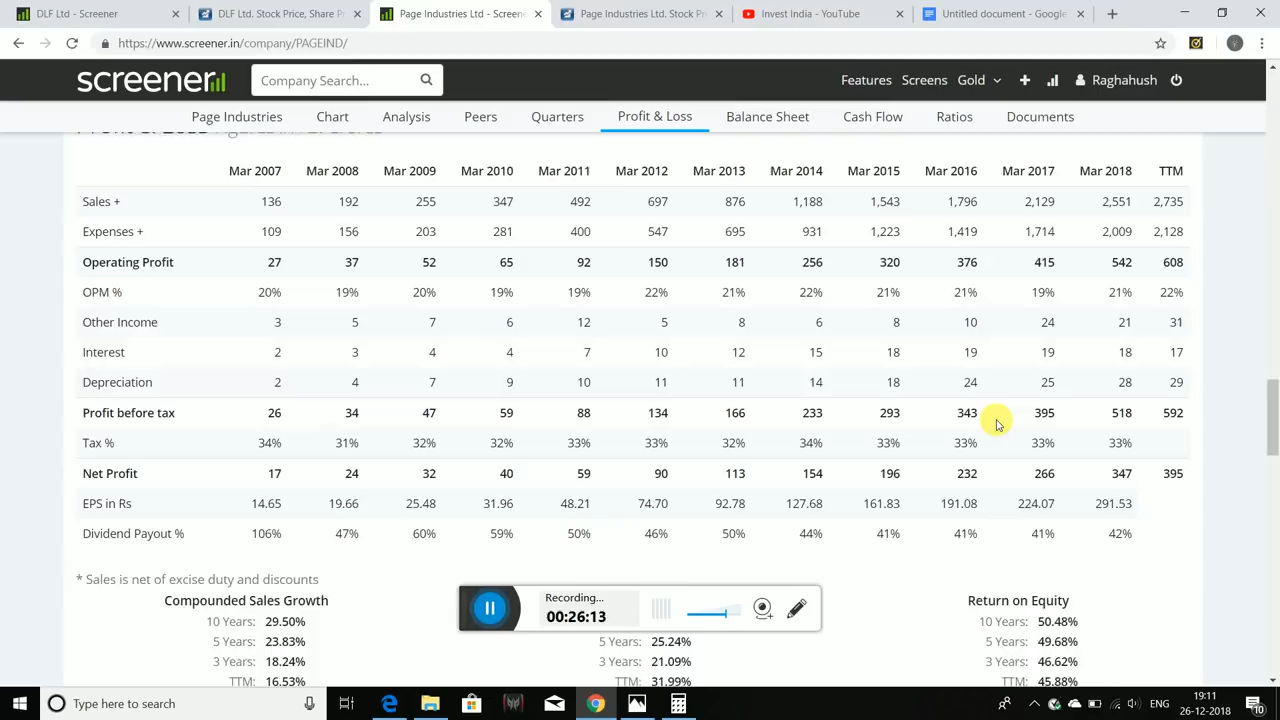 DLF Ltd - Screener
DLF Ltd. Stock Price, Share P
Page Industries Ltd - Screene
Page Industries Ltd. Stock Pri
Invest India - YouTube
Untitled document - Google
https://www.screener.in/company/PAGEIND/
screener
Company Search...
Features Screens Gold Raghahush
Page Industries Chart Analysis Peers Quarters Profit & Loss Balance Sheet Cash Flow Ratios Documents
Mar 2007 Mar 2008 Mar 2009 Mar 2010 Mar 2011 Mar 2012 Mar 2013 Mar 2014 Mar 2015 Mar 2016 Mar 2017 Mar 2018 TTM
Sales + 136 192 255 347 492 697 876 1,188 1,543 1,796 2,129 2,551 2,735
Expenses + 109 156 203 281 400 547 695 931 1,223 1,419 1,714 2,009 2,128
Operating Profit 27 37 52 65 92 150 181 256 320 376 415 542 608
OPM % 20% 19% 20% 19% 19% 22% 21% 22% 21% 21% 19% 21% 22%
Other Income 3 5 7 6 12 5 8 6 8 10 24 21 31
Interest 2 3 4 4 7 10 12 15 18 19 19 18 17
Depreciation 2 4 7 9 10 11 11 14 18 24 25 28 29
Profit before tax 26 34 47 59 88 134 166 233 293 343 395 518 592
Tax % 34% 31% 32% 32% 33% 33% 32% 34% 33% 33% 33% 33%
Net Profit 17 24 32 40 59 90 113 154 196 232 266 347 395
EPS in Rs 14.65 19.66 25.48 31.96 48.21 74.70 92.78 127.68 161.83 191.08 224.07 291.53
Dividend Payout % 106% 47% 60% 59% 50% 46% 50% 44% 41% 41% 41% 42%
* Sales is net of excise duty and discounts
Compounded Sales Growth
10 Years: 29.50%
5 Years: 23.83%
3 Years: 18.24%
TTM: 16.53%
Recording...
00:26:13
5 Years: 25.24%
3 Years: 21.09%
TTM: 31.99%
Return on Equity
10 Years: 50.48%
5 Years: 49.68%
3 Years: 46.62%
TTM: 45.88%
Type here to search
ENG
19:11
26-12-2018
10